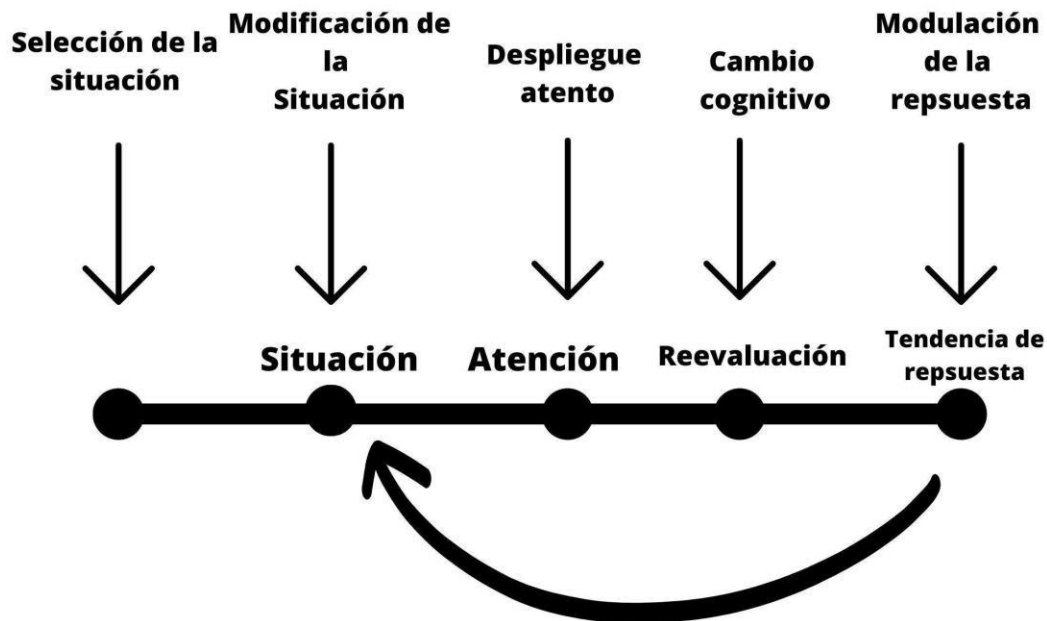 Selección de la
situación
Modificación de
la
Situación
Despliegue
atento
Cambio
cognitivo
Modulación
de la
repsuesta
Situación
Atención
Reevaluación
Tendencia de
repsuesta